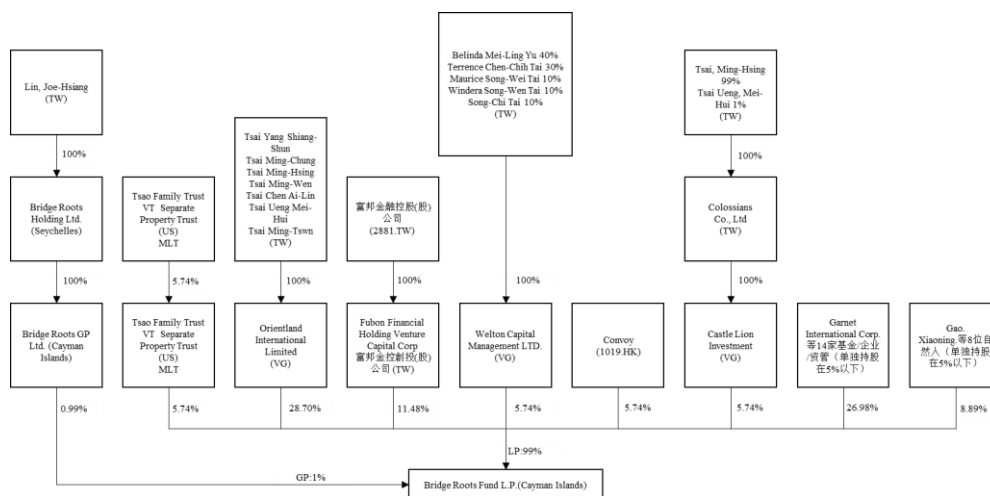 Lin, Joe-Hsiang
(TW)
Belinda Mei-Ling Yu 40%
Terrence Chen-Chih Tai 30%
Maurice Song-Wei Tai 10%
Windera Song-Wen Tai 10%
Song-Chi Tai 10%
(TW)
Tsai, Ming-Hsing
99%
Tsai Ueng, Mei-
Hui 1%
(TW)
100%
100%
Bridge Roots
Holding Ltd.
(Seychelles)
Tsao Family Trust
VT Separate
Property Trust
(US)
MLT
Tsai Yang Shiang-
Shun
Tsai Ming-Chung
Tsai Ming-Hsing
Tsai Ming-Wen
Tsai Chen Ai-Lin
Tsai Ueng Mei-
Hui
Tsai Ming-Tswn
(TW)
富邦金融控股(股)
公司
(2881.TW)
Colossians
Co., Ltd
(TW)
100%
5.74%
100%
100%
100%
100%
Bridge Roots GP
Ltd. (Cayman
Islands)
Tsao Family Trust
VT Separate
Property Trust
(US)
MLT
Orientland
International
Limited
(VG)
Fubon Financial
Holding Venture
Capital Corp
富邦金控創投(股)
公司 (TW)
Welton Capital
Management LTD.
(VG)
Convoy
(1019.HK)
Castle Lion
Investment
(VG)
Garnet
International Corp.
等14家基金/企业
/资管（单独持股
在5%以下）
Gao.
Xiaoning.等8位自
然人（单独持股
在5%以下）
0.99%
5.74%
28.70%
11.48%
5.74%
5.74%
5.74%
26.98%
8.89%
LP:99%
GP:1%
Bridge Roots Fund L.P.(Cayman Islands)